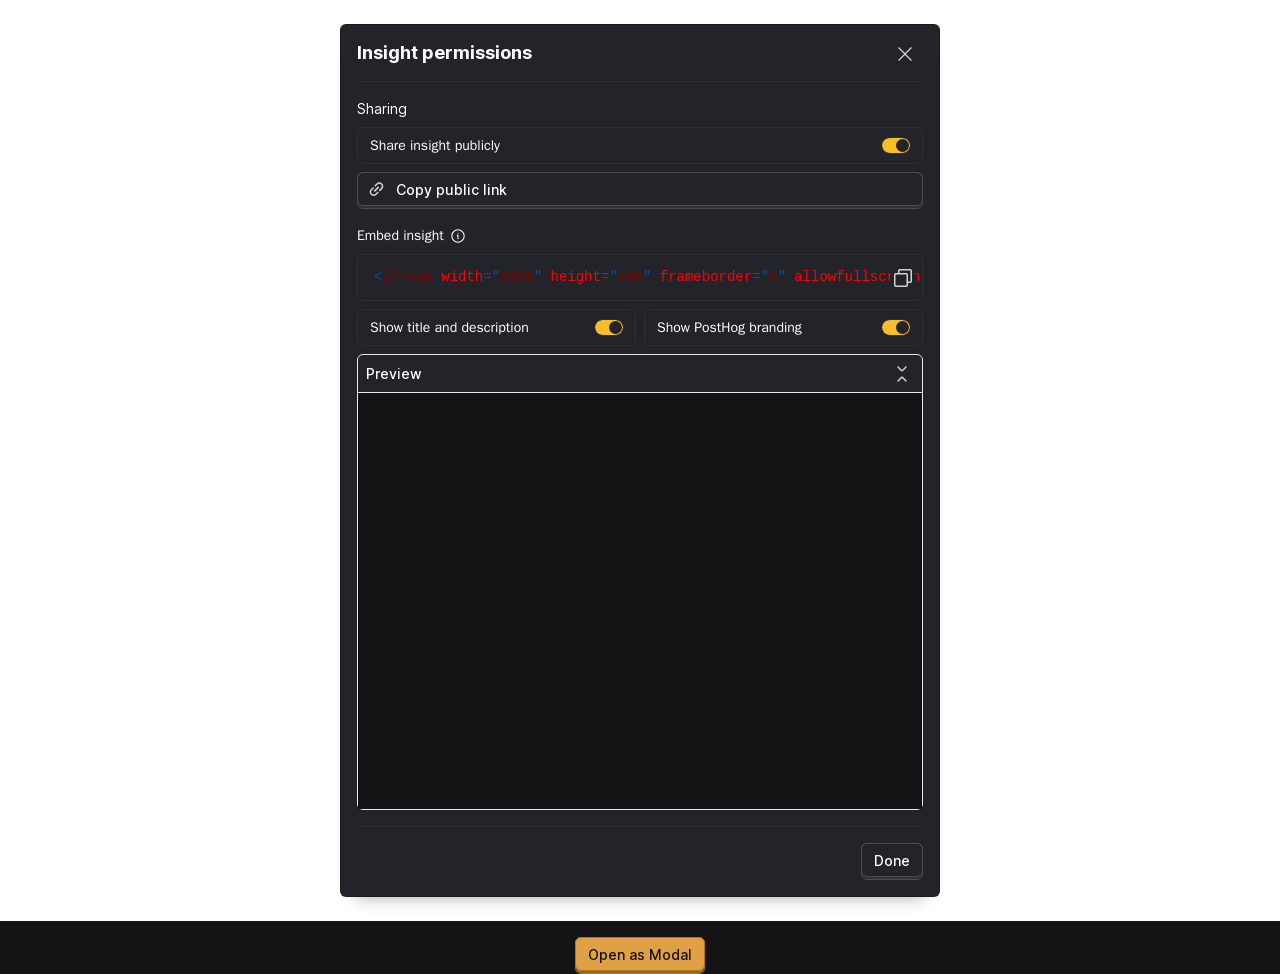 Insight permissions
Sharing
Share insight publicly
Copy public link
Embed insight
<iframe width="100%" height="400" frameborder="0" allowfullscr
Show title and description
Show PostHog branding
Preview
Done
Open as Modal